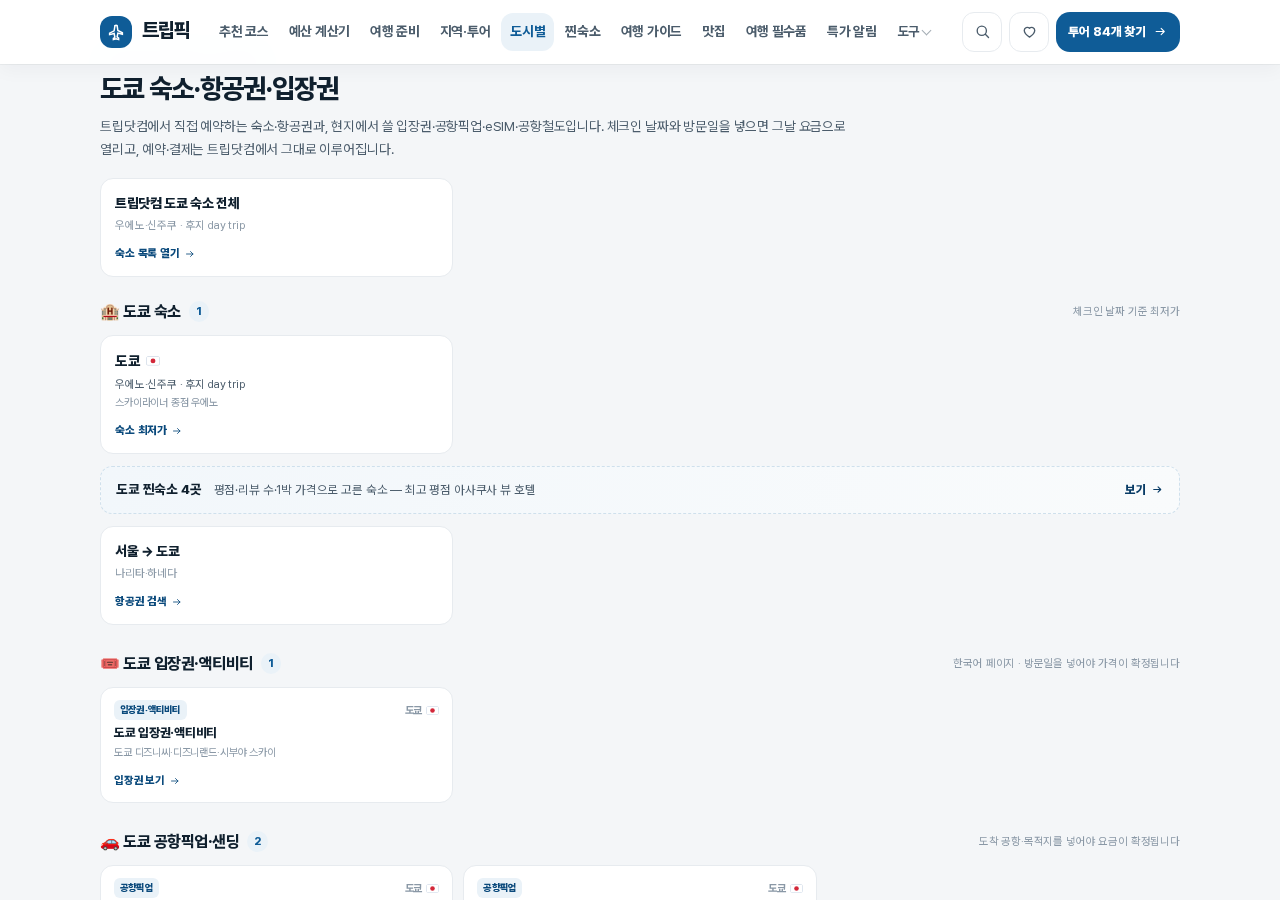 트립픽
추천 코스
예산 계산기
여행 준비
지역·투어
도시별
찐숙소
여행 가이드
맛집
여행 필수품
특가 알림
도구
투어 84개 찾기 →
도쿄 숙소·항공권·입장권
트립닷컴에서 직접 예약하는 숙소·항공권과, 현지에서 쓸 입장권·공항픽업·eSIM·공항철도입니다. 체크인 날짜와 방문일을 넣으면 그날 요금으로
열리고, 예약·결제는 트립닷컴에서 그대로 이루어집니다.
트립닷컴 도쿄 숙소 전체
우에노·신주쿠 · 후지 day trip
숙소 목록 열기 →
도쿄 숙소 1
체크인 날짜 기준 최저가
도쿄
우에노·신주쿠 · 후지 day trip
스카이라이너 종점 우에노
숙소 최저가 →
도쿄 찐숙소 4곳 평점·리뷰 수·1박 가격으로 고른 숙소 — 최고 평점 아사쿠사 뷰 호텔
보기 →
서울 → 도쿄
나리타·하네다
항공권 검색 →
도쿄 입장권·액티비티 1
한국어 페이지 · 방문일을 넣어야 가격이 확정됩니다
입장권·액티비티
도쿄
도쿄 입장권·액티비티
도쿄 디즈니씨·디즈니랜드·시부야 스카이
입장권 보기 →
도쿄 공항픽업·샌딩 2
도착 공항·목적지를 넣어야 요금이 확정됩니다
공항픽업
도쿄
공항픽업
도쿄